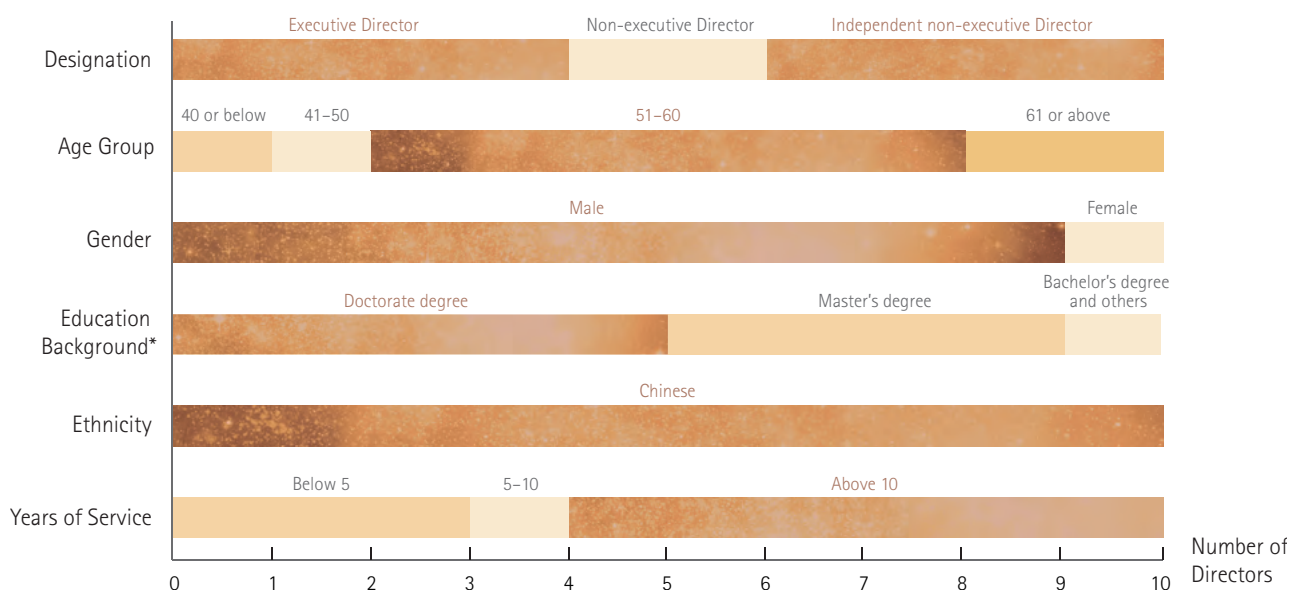 Executive Director
Non-executive Director
Independent non-executive Director
Designation
40 or below
41–50
51–60
61 or above
Age Group
Male
Female
Gender
Doctorate degree
Master's degree
Bachelor's degree
and others
Education
Background*
Chinese
Ethnicity
Below 5
5–10
Above 10
Years of Service
0
1
2
3
4
5
6
7
8
9
10
Number of
Directors